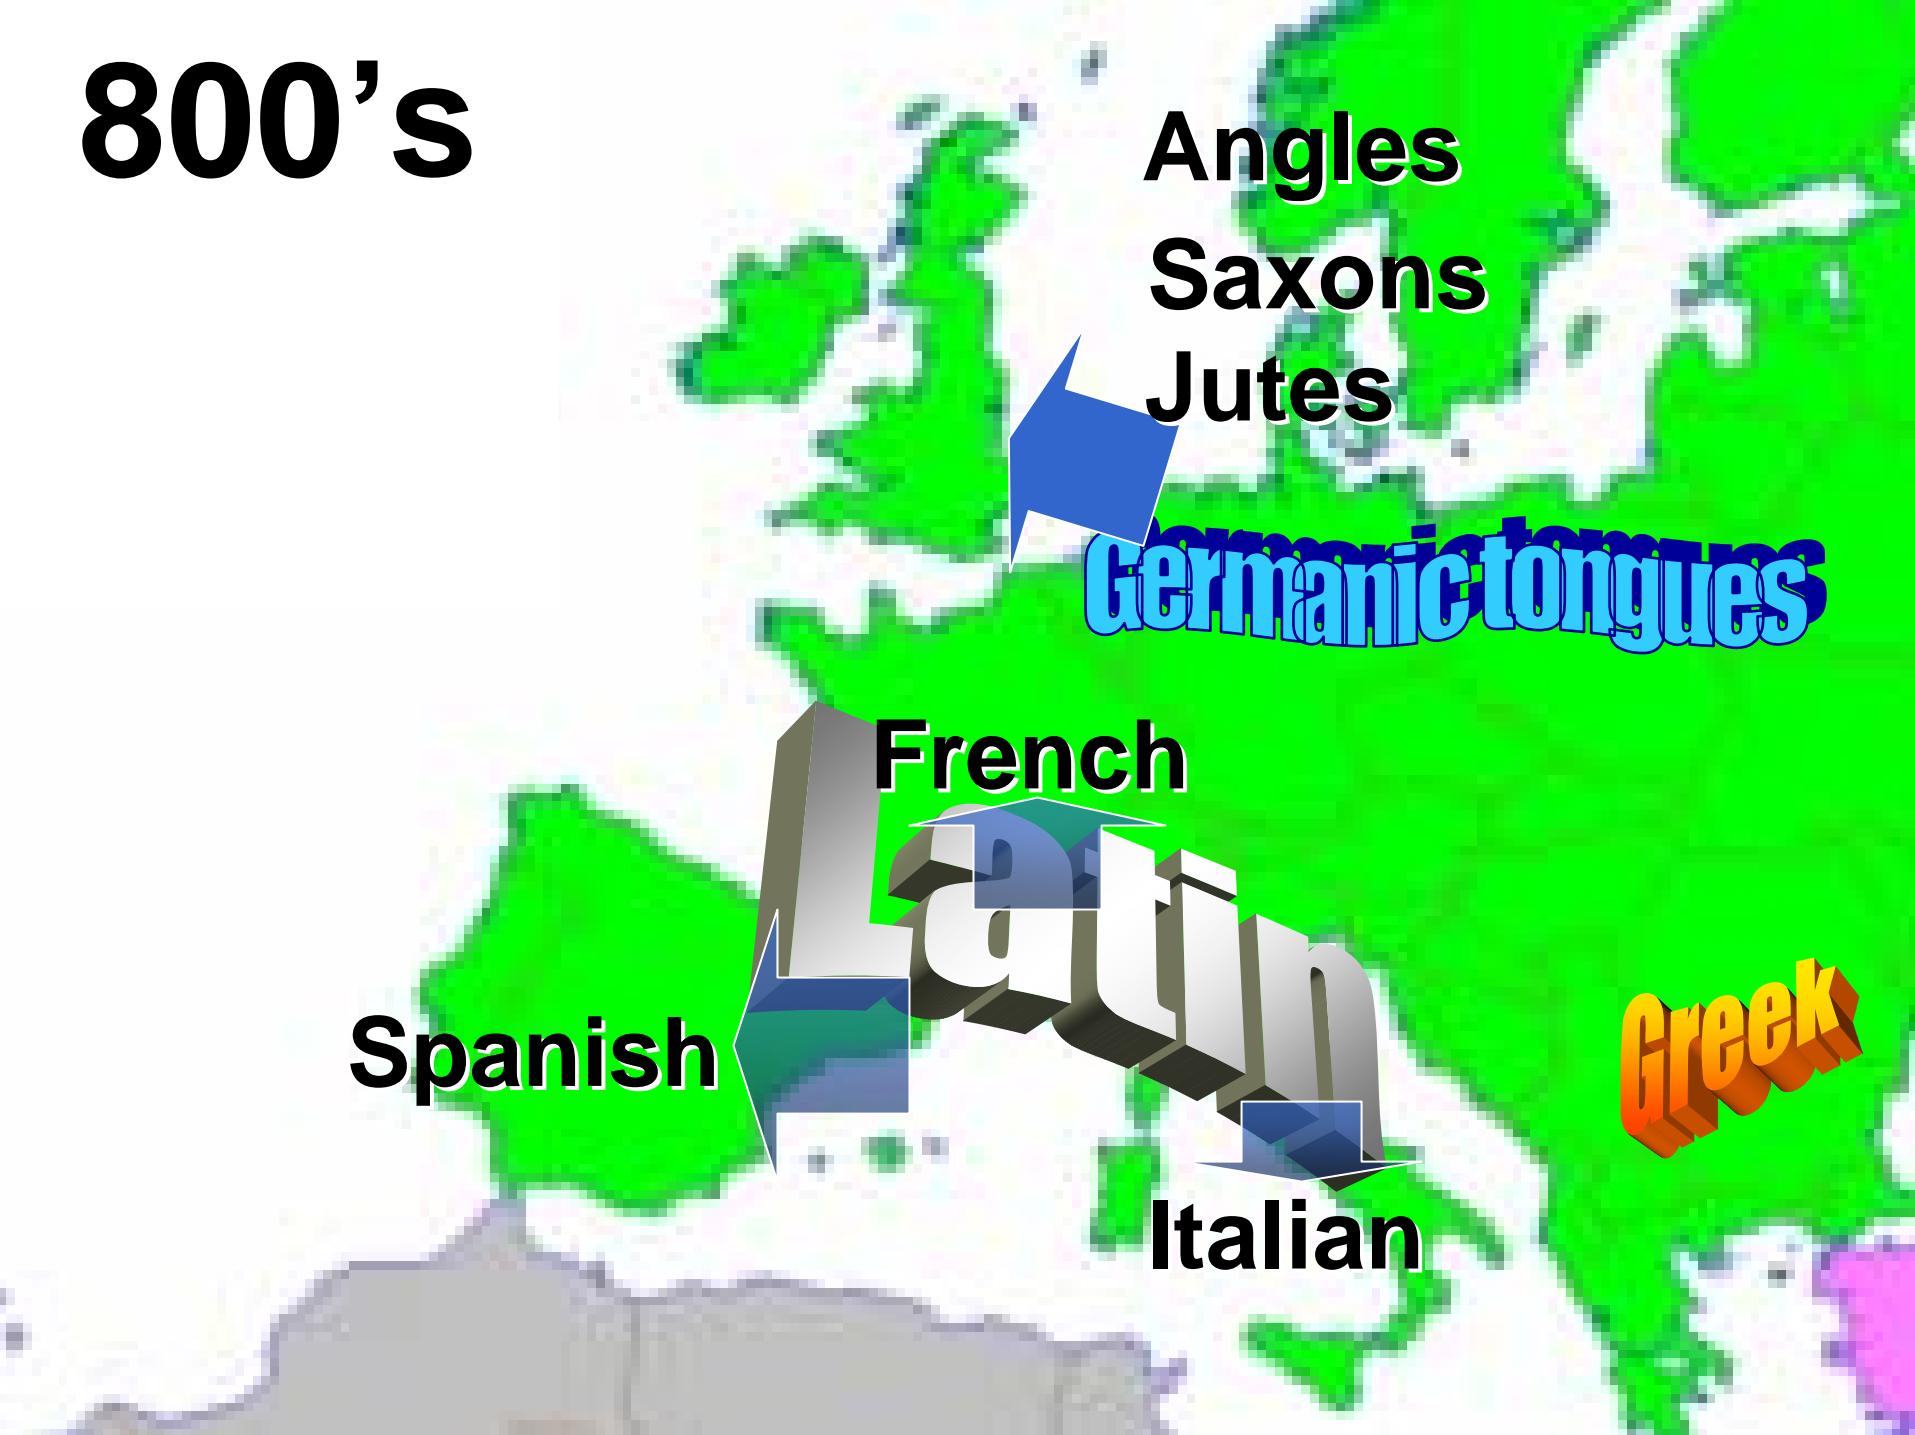 800’s
Angles
Saxons
Jutes
Germanic tongues
French
Latin
Greek
Spanish
Italian